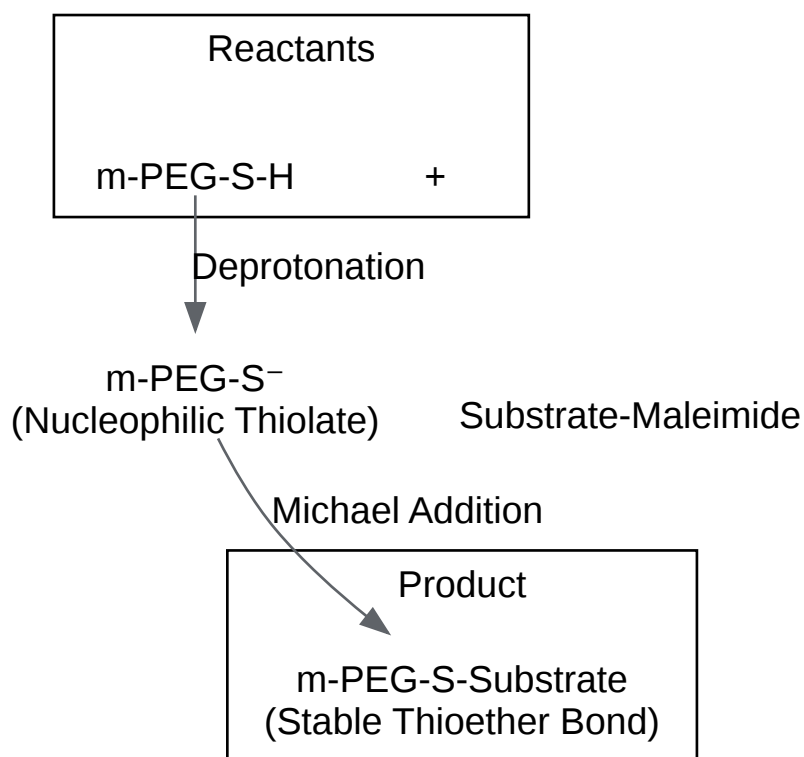 Reactants
m-PEG-S-H +
Deprotonation
m-PEG-S⁻
(Nucleophilic Thiolate)
Substrate-Maleimide
Michael Addition
Product
m-PEG-S-Substrate
(Stable Thioether Bond)